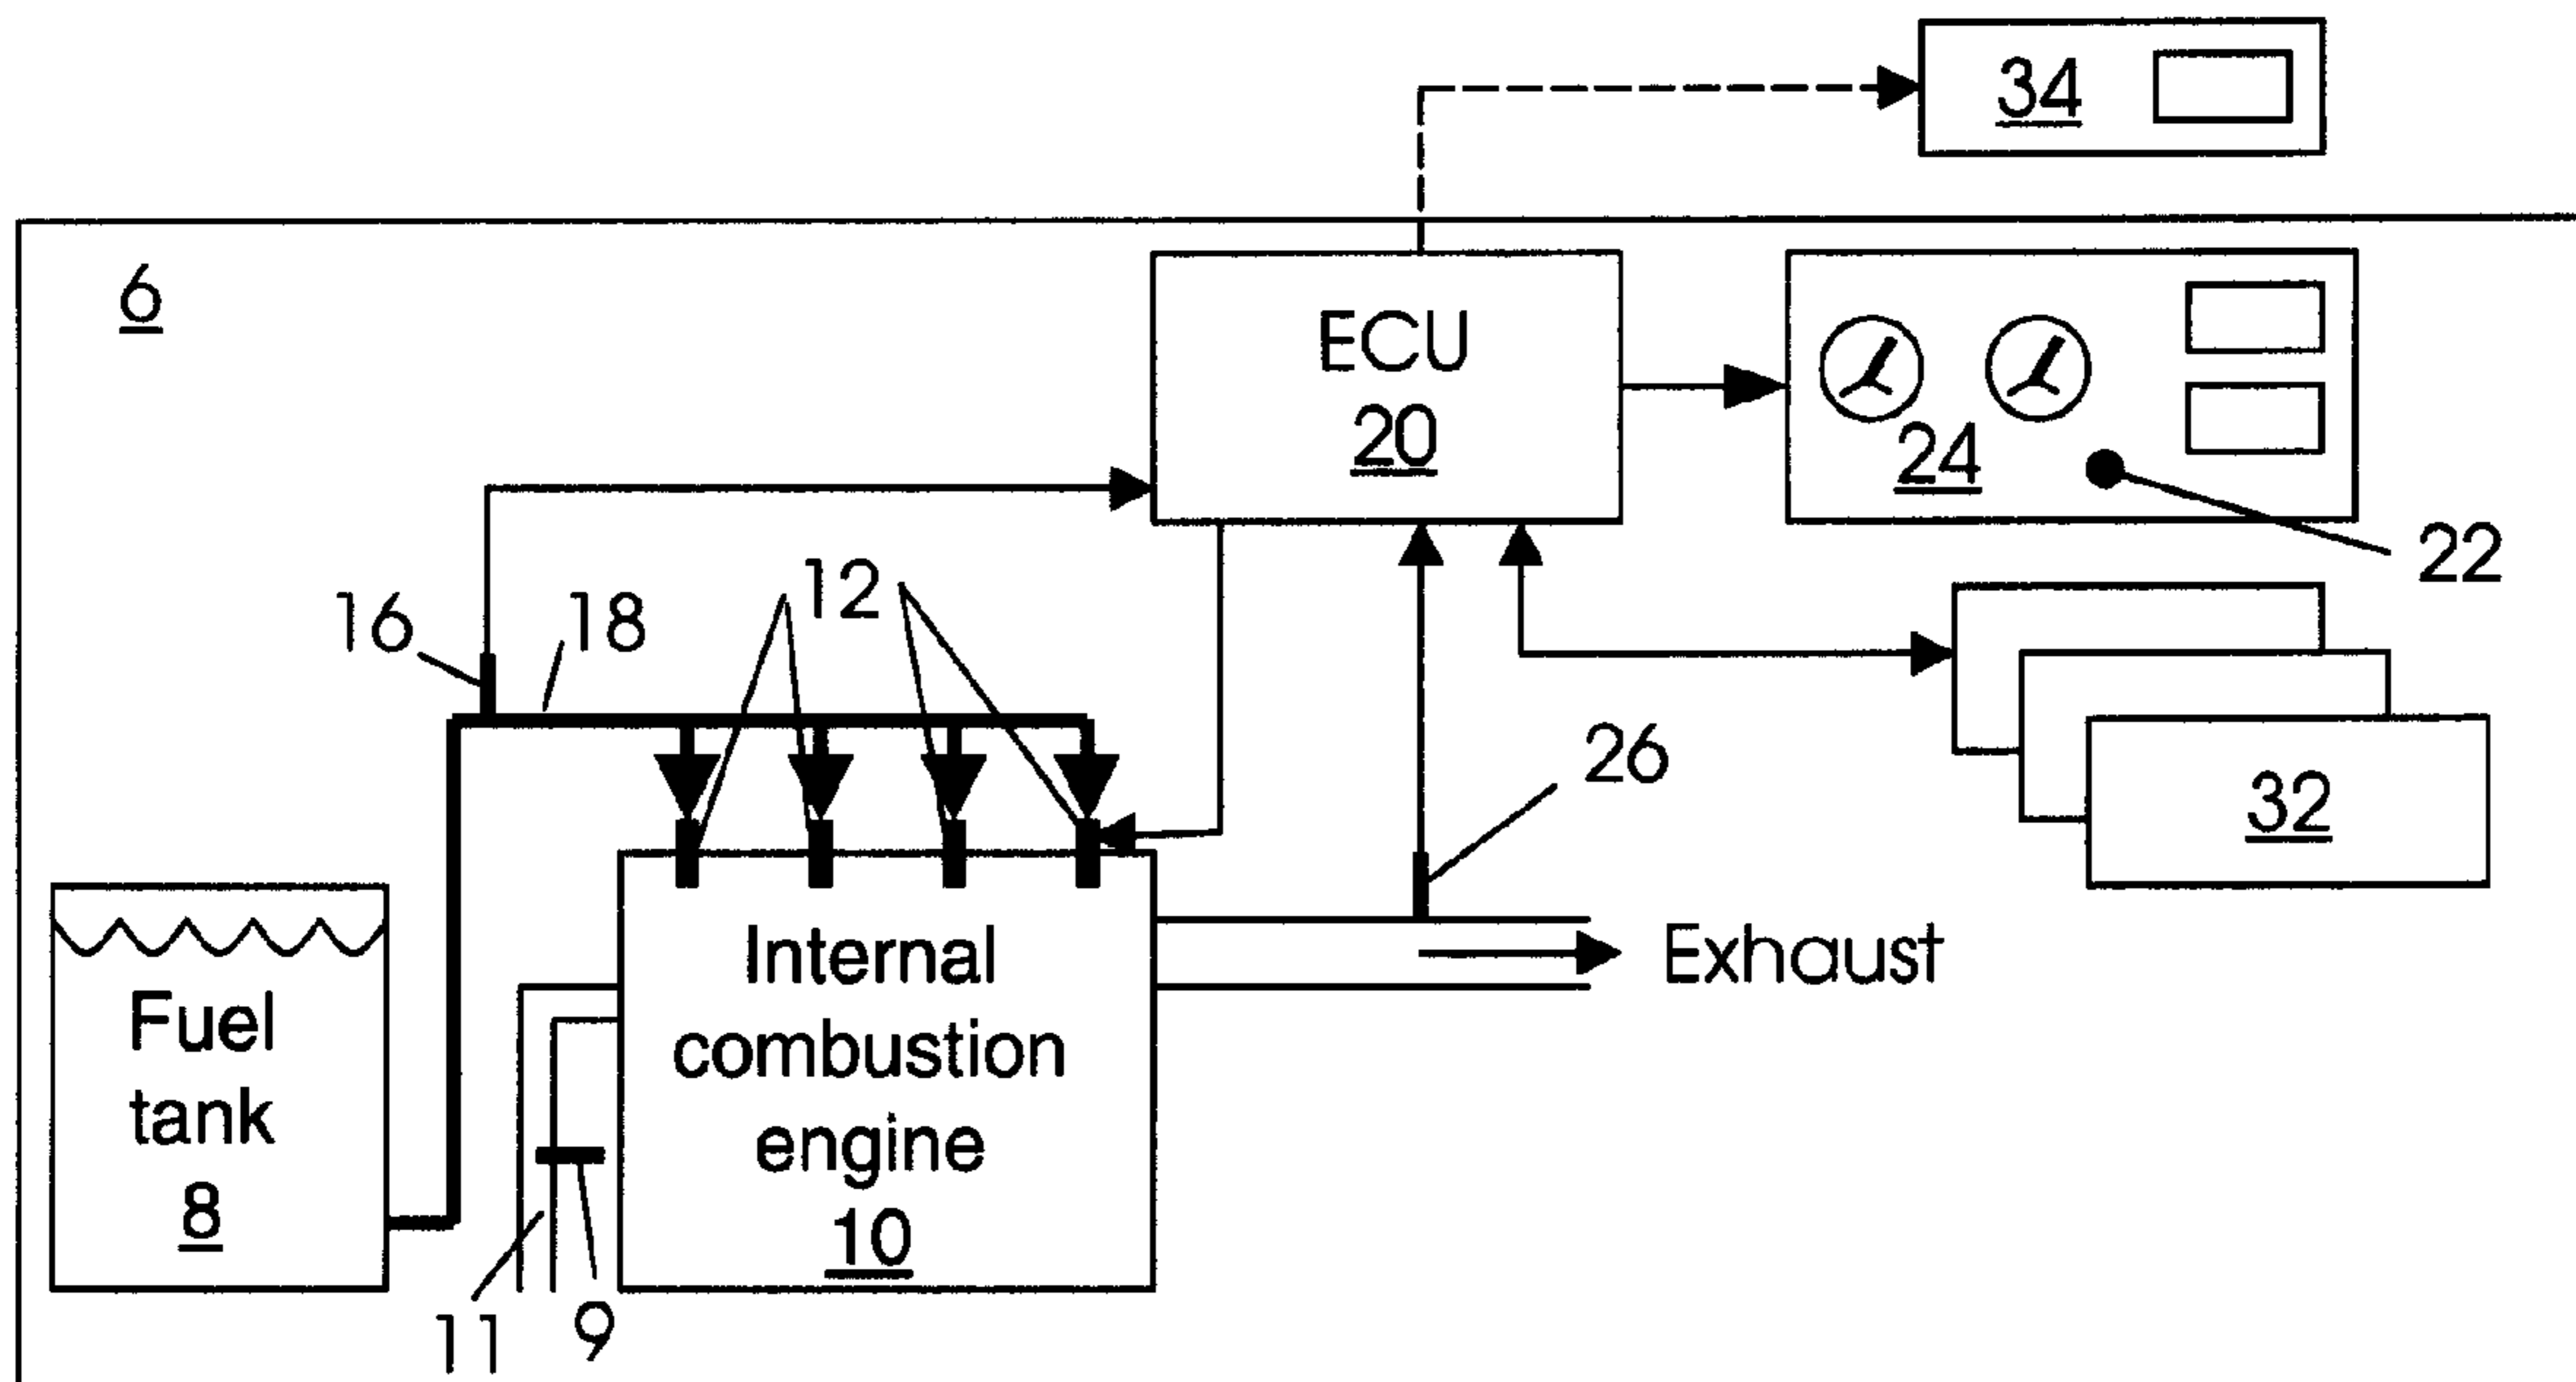 34
6
ECU
20
24
22
16
18
12
26
32
Internal
combustion
engine
10
Exhaust
Fuel
tank
8
11
9